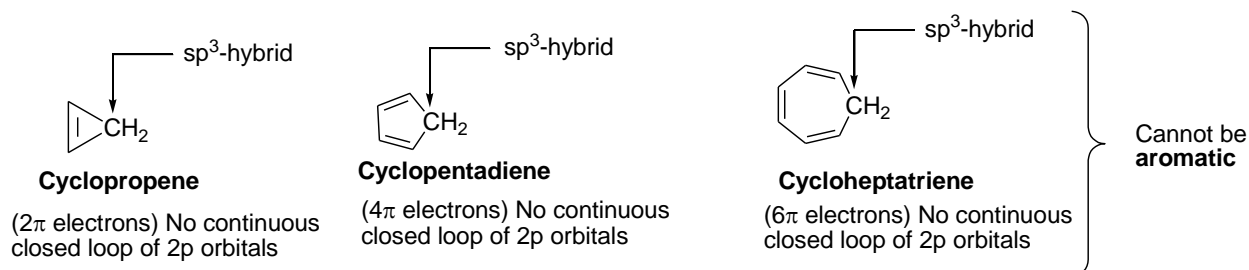 sp³-hybrid
CH₂
Cyclopropene
(2π electrons) No continuous
closed loop of 2p orbitals
sp³-hybrid
CH₂
Cyclopentadiene
(4π electrons) No continuous
closed loop of 2p orbitals
sp³-hybrid
CH₂
Cycloheptatriene
(6π electrons) No continuous
closed loop of 2p orbitals
Cannot be
aromatic